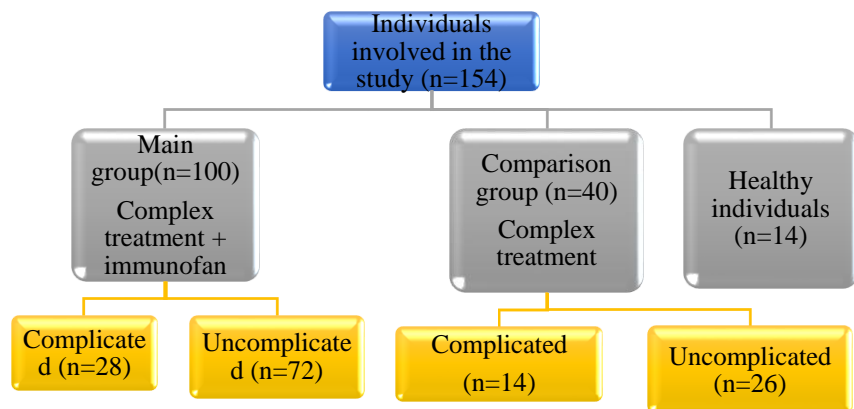 Individuals
involved in the
study (n=154)
Main
group(n=100)
Complex
treatment +
immunofan
Comparison
group (n=40)
Complex
treatment
Healthy
individuals
(n=14)
Complicate
d (n=28)
Uncomplicate
d (n=72)
Complicated
(n=14)
Uncomplicated
(n=26)